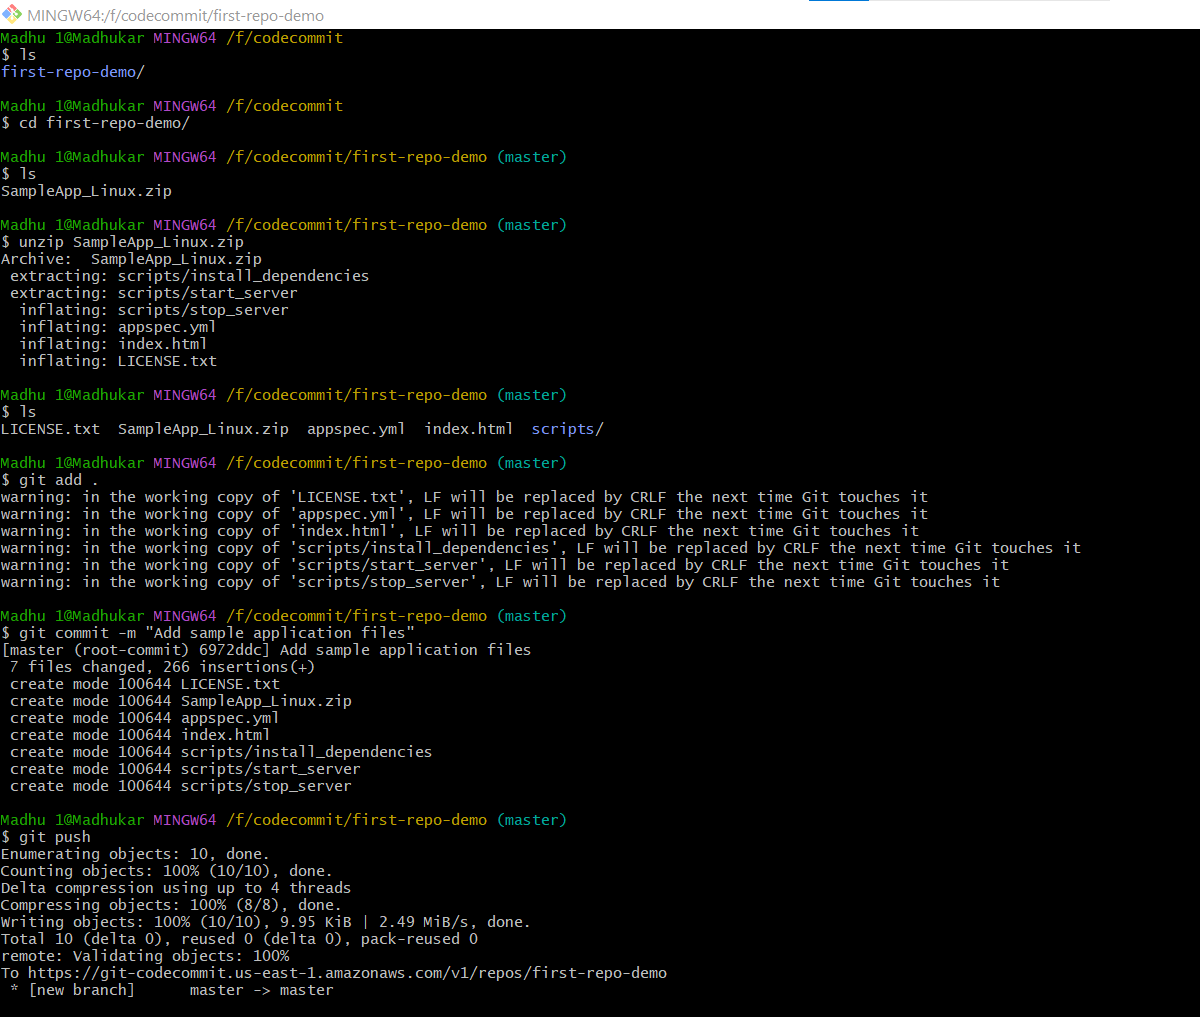 MINGW64:/f/codecommit/first-repo-demo
Madhu 1@Madhukar MINGW64 /f/codecommit
$ ls
first-repo-demo/
Madhu 1@Madhukar MINGW64 /f/codecommit
$ cd first-repo-demo/
Madhu 1@Madhukar MINGW64 /f/codecommit/first-repo-demo (master)
$ ls
SampleApp_Linux.zip
Madhu 1@Madhukar MINGW64 /f/codecommit/first-repo-demo (master)
$ unzip SampleApp_Linux.zip
Archive:  SampleApp_Linux.zip
 extracting: scripts/install_dependencies
 extracting: scripts/start_server
  inflating: scripts/stop_server
  inflating: appspec.yml
  inflating: index.html
  inflating: LICENSE.txt
Madhu 1@Madhukar MINGW64 /f/codecommit/first-repo-demo (master)
$ ls
LICENSE.txt  SampleApp_Linux.zip  appspec.yml  index.html  scripts/
Madhu 1@Madhukar MINGW64 /f/codecommit/first-repo-demo (master)
$ git add .
warning: in the working copy of 'LICENSE.txt', LF will be replaced by CRLF the next time Git touches it
warning: in the working copy of 'appspec.yml', LF will be replaced by CRLF the next time Git touches it
warning: in the working copy of 'index.html', LF will be replaced by CRLF the next time Git touches it
warning: in the working copy of 'scripts/install_dependencies', LF will be replaced by CRLF the next time Git touches it
warning: in the working copy of 'scripts/start_server', LF will be replaced by CRLF the next time Git touches it
warning: in the working copy of 'scripts/stop_server', LF will be replaced by CRLF the next time Git touches it
Madhu 1@Madhukar MINGW64 /f/codecommit/first-repo-demo (master)
$ git commit -m "Add sample application files"
[master (root-commit) 6972ddc] Add sample application files
 7 files changed, 266 insertions(+)
 create mode 100644 LICENSE.txt
 create mode 100644 SampleApp_Linux.zip
 create mode 100644 appspec.yml
 create mode 100644 index.html
 create mode 100644 scripts/install_dependencies
 create mode 100644 scripts/start_server
 create mode 100644 scripts/stop_server
Madhu 1@Madhukar MINGW64 /f/codecommit/first-repo-demo (master)
$ git push
Enumerating objects: 10, done.
Counting objects: 100% (10/10), done.
Delta compression using up to 4 threads
Compressing objects: 100% (8/8), done.
Writing objects: 100% (10/10), 9.95 KiB | 2.49 MiB/s, done.
Total 10 (delta 0), reused 0 (delta 0), pack-reused 0
remote: Validating objects: 100%
To https://git-codecommit.us-east-1.amazonaws.com/v1/repos/first-repo-demo
 * [new branch]      master -> master